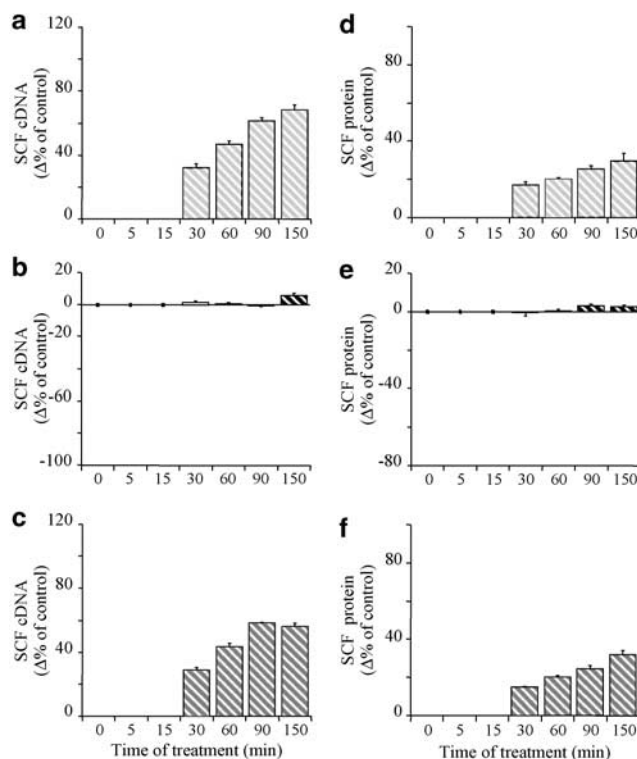 a
SCF cDNA
(Δ% of control)
120
80
40
0
0 5 15 30 60 90 150
b
SCF cDNA
(Δ% of control)
20
0
-20
-60
-100
0 5 15 30 60 90 150
c
SCF cDNA
(Δ% of control)
120
80
40
0
0 5 15 30 60 90 150
Time of treatment (min)
d
SCF protein
(Δ% of control)
80
40
20
0 5 15 30 60 90 150
e
SCF protein
(Δ% of control)
20
0
-40
-80
0 5 15 30 60 90 150
f
SCF protein
(Δ% of control)
80
40
20
0 5 15 30 60 90 150
Time of treatment (min)